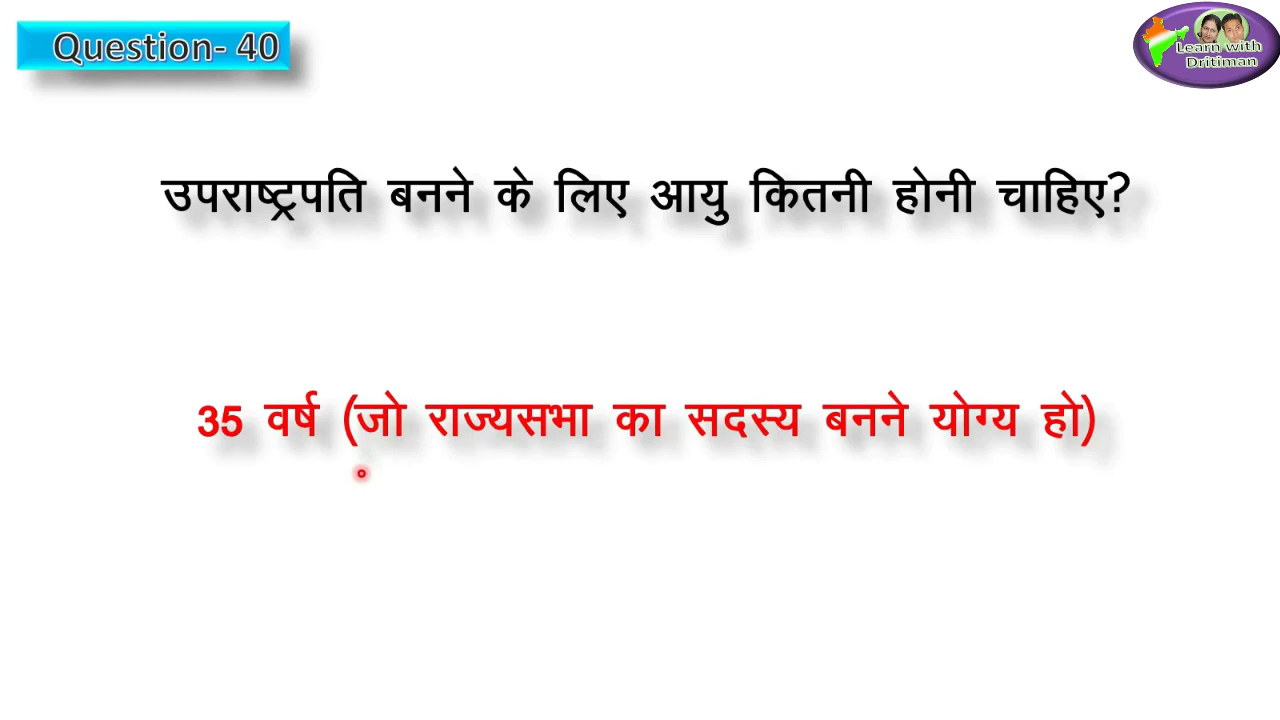 Question- 40
Learn with
Dritiman
उपराष्ट्रपति बनने के लिए आयु कितनी होनी चाहिए?
35 वर्ष (जो राज्यसभा का सदस्य बनने योग्य हो)